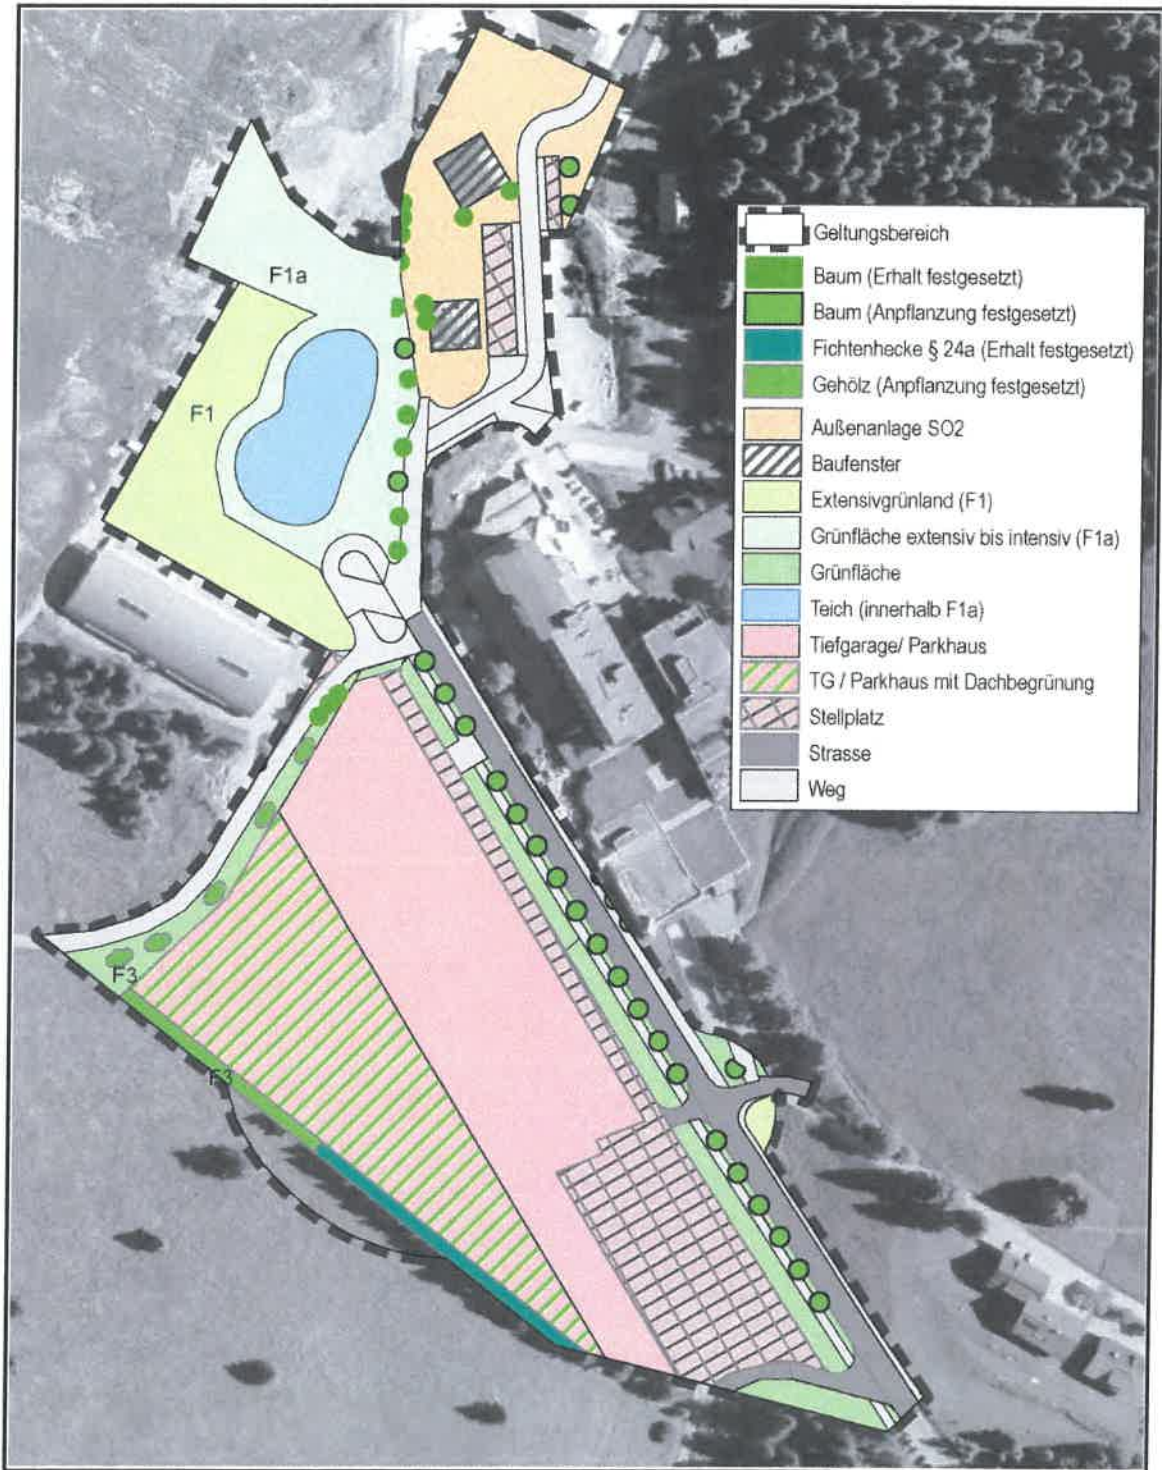 F1a
F1
F3
F3
Geltungsbereich
Baum (Erhalt festgesetzt)
Baum (Anpflanzung festgesetzt)
Fichtenhecke § 24a (Erhalt festgesetzt)
Gehölz (Anpflanzung festgesetzt)
Außenanlage SO2
Baufenster
Extensivgrünland (F1)
Grünfläche extensiv bis intensiv (F1a)
Grünfläche
Teich (innerhalb F1a)
Tiefgarage/ Parkhaus
TG / Parkhaus mit Dachbegrünung
Stellplatz
Strasse
Weg